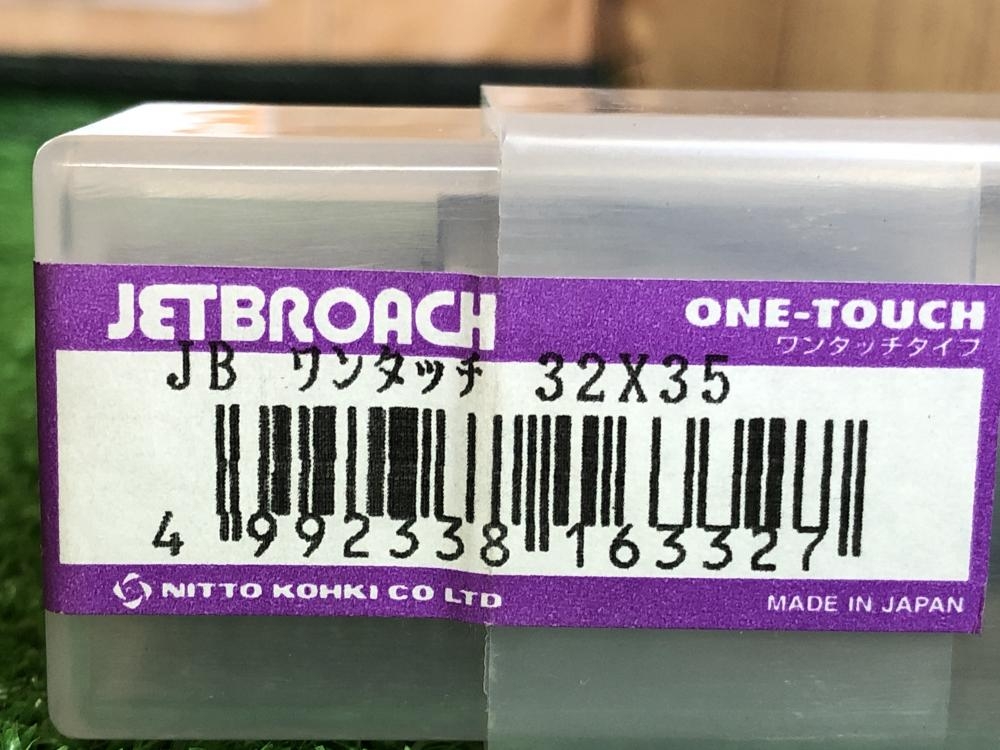 JETBROACH
ONE-TOUCH
ワンタッチタイプ
JB ワンタッチ 32X35
4 992338 163327
NITTO KOHKI CO LTD
MADE IN JAPAN